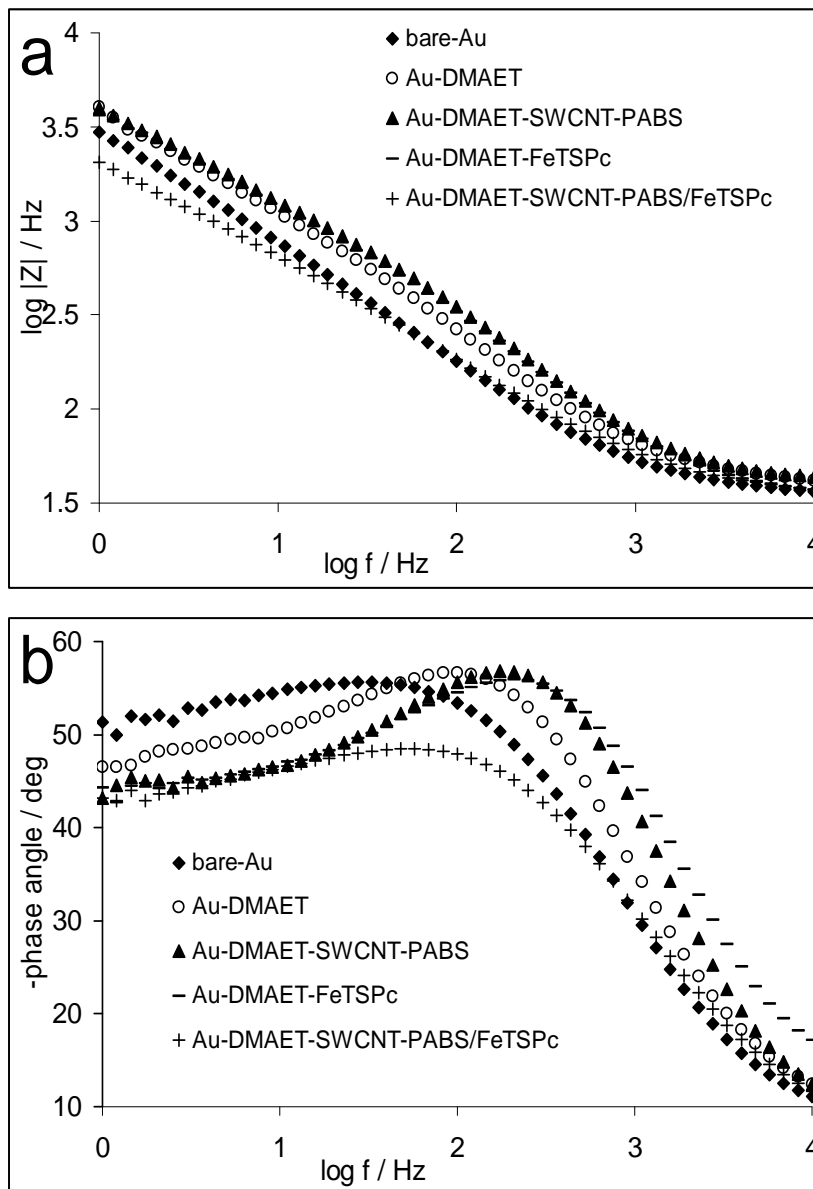 a
4
3.5
3
2.5
2
1.5
log |Z| / Hz
0 1 2 3 4
log f / Hz
bare-Au
Au-DMAET
Au-DMAET-SWCNT-PABS
Au-DMAET-FeTSPc
Au-DMAET-SWCNT-PABS/FeTSPc
b
60
50
40
30
20
10
-phase angle / deg
0 1 2 3 4
log f / Hz
bare-Au
Au-DMAET
Au-DMAET-SWCNT-PABS
Au-DMAET-FeTSPc
Au-DMAET-SWCNT-PABS/FeTSPc